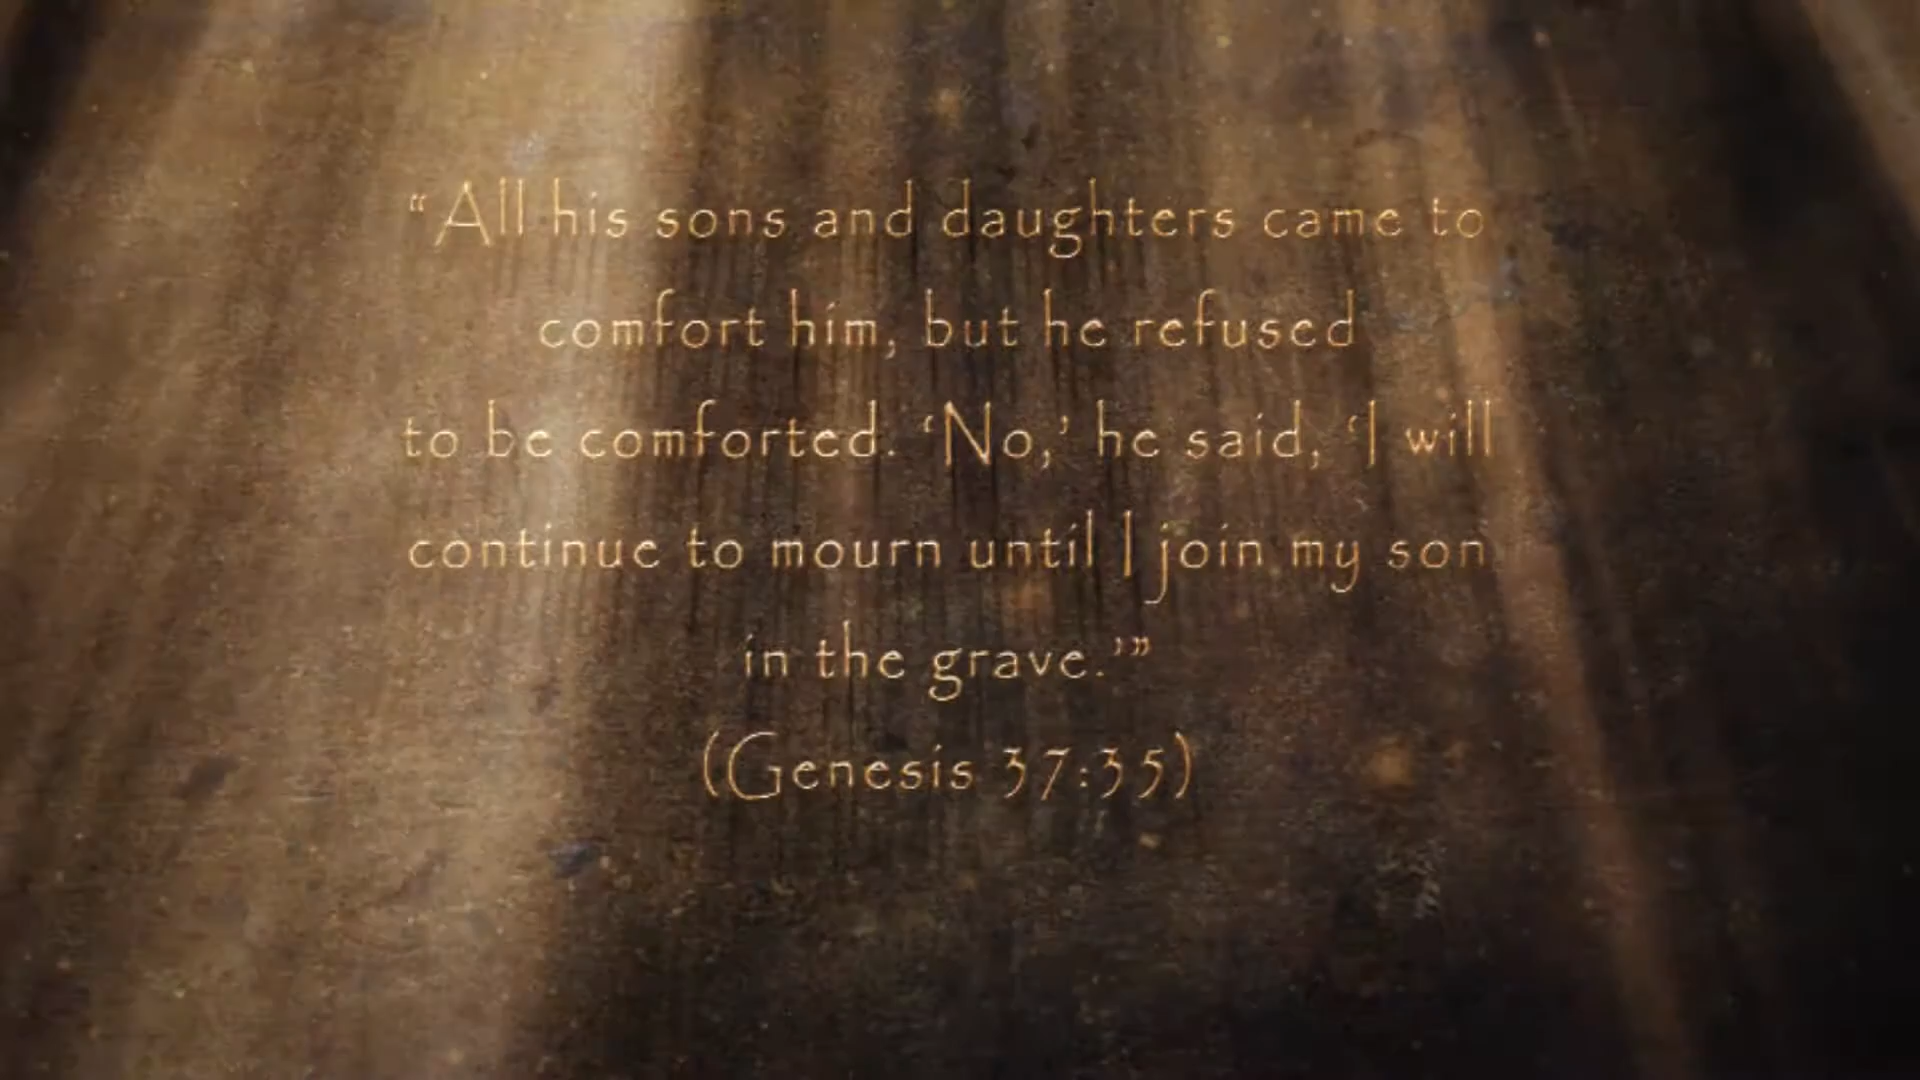 “All his sons and daughters came to
comfort him, but he refused
to be comforted. ‘No,’ he said, ‘I will
continue to mourn until I join my son
in the grave.’”
(Genesis 37:35)